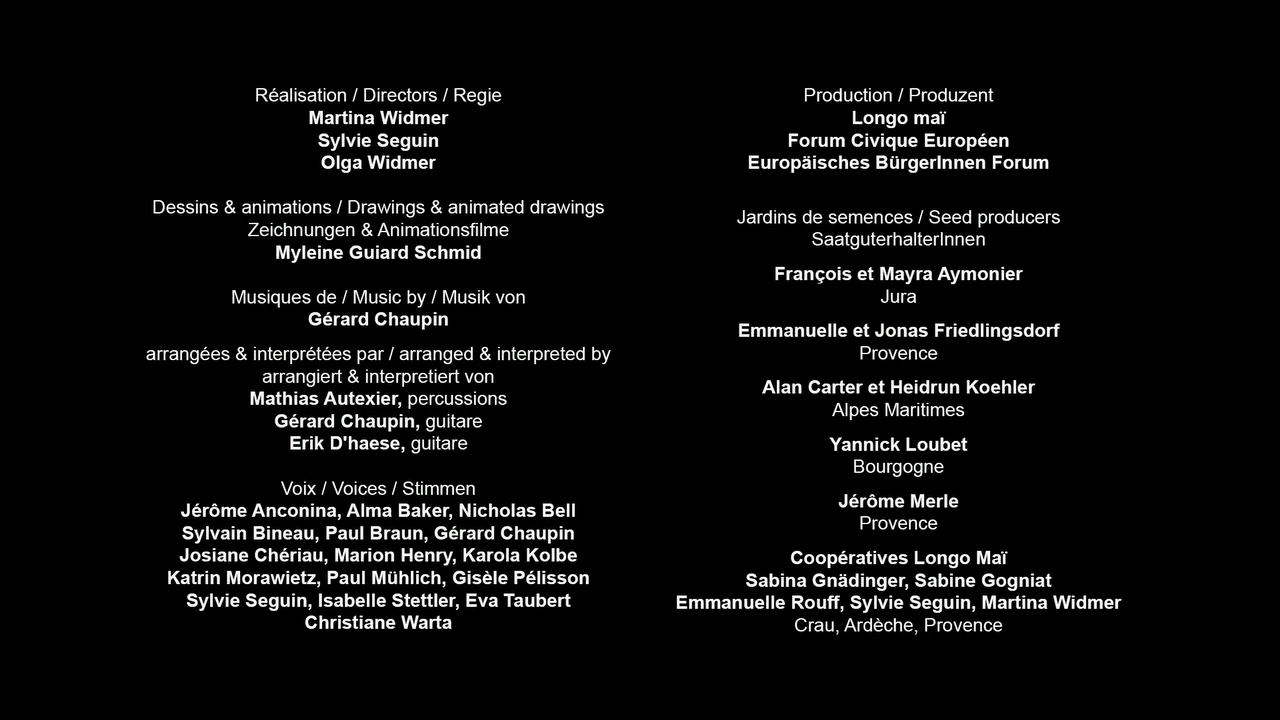 Réalisation / Directors / Regie
Martina Widmer
Sylvie Seguin
Olga Widmer
Dessins & animations / Drawings & animated drawings
Zeichnungen & Animationsfilme
Myleine Guiard Schmid
Musiques de / Music by / Musik von
Gérard Chaupin
arrangées & interprétées par / arranged & interpreted by
arrangiert & interpretiert von
Mathias Autexier, percussions
Gérard Chaupin, guitare
Erik D'haese, guitare
Voix / Voices / Stimmen
Jérôme Anconina, Alma Baker, Nicholas Bell
Sylvain Bineau, Paul Braun, Gérard Chaupin
Josiane Chériau, Marion Henry, Karola Kolbe
Katrin Morawietz, Paul Mühlich, Gisèle Pélisson
Sylvie Seguin, Isabelle Stettler, Eva Taubert
Christiane Warta
Production / Produzent
Longo maï
Forum Civique Européen
Europäisches BürgerInnen Forum
Jardins de semences / Seed producers
SaatguterhalterInnen
François et Mayra Aymonier
Jura
Emmanuelle et Jonas Friedlingsdorf
Provence
Alan Carter et Heidrun Koehler
Alpes Maritimes
Yannick Loubet
Bourgogne
Jérôme Merle
Provence
Coopératives Longo Maï
Sabina Gnädinger, Sabine Gogniat
Emmanuelle Rouff, Sylvie Seguin, Martina Widmer
Crau, Ardèche, Provence